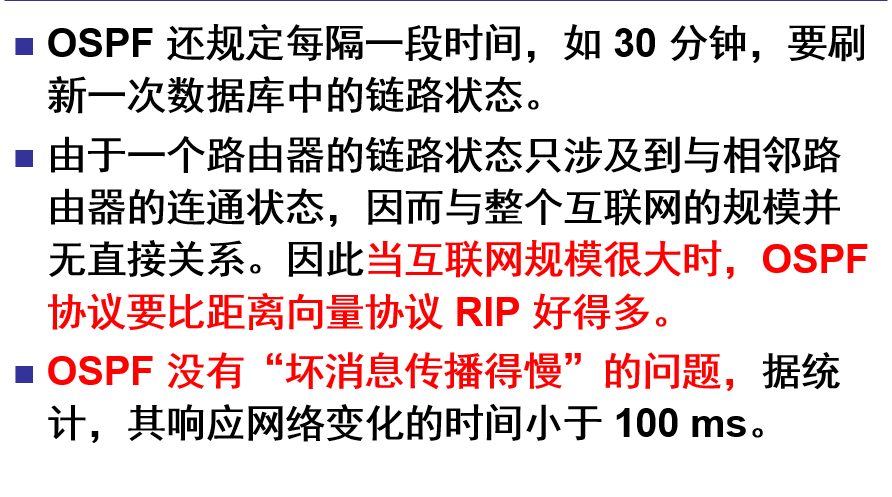 OSPF 还规定每隔一段时间，如 30 分钟，要刷
新一次数据库中的链路状态。
由于一个路由器的链路状态只涉及到与相邻路
由器的连通状态，因而与整个互联网的规模并
无直接关系。因此当互联网规模很大时，OSPF
协议要比距离向量协议 RIP 好得多。
OSPF 没有“坏消息传播得慢”的问题，据统
计，其响应网络变化的时间小于 100 ms。